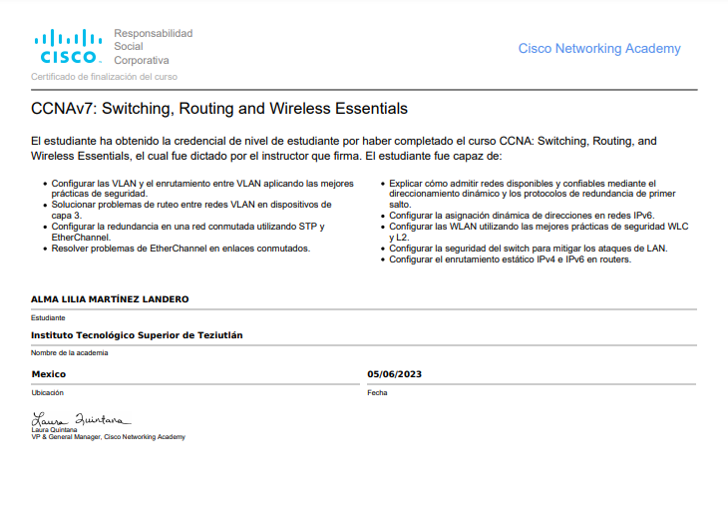 CISCO
Responsabilidad
Social
Corporativa
Cisco Networking Academy
Certificado de finalización del curso
CCNAv7: Switching, Routing and Wireless Essentials
El estudiante ha obtenido la credencial de nivel de estudiante por haber completado el curso CCNA: Switching, Routing, and
Wireless Essentials, el cual fue dictado por el instructor que firma. El estudiante fue capaz de:
• Configurar las VLAN y el enrutamiento entre VLAN aplicando las mejores
prácticas de seguridad.
• Solucionar problemas de ruteo entre redes VLAN en dispositivos de
capa 3.
• Configurar la redundancia en una red conmutada utilizando STP y
EtherChannel.
• Resolver problemas de EtherChannel en enlaces conmutados.
• Explicar cómo admitir redes disponibles y confiables mediante el
direccionamiento dinámico y los protocolos de redundancia de primer
salto.
• Configurar la asignación dinámica de direcciones en redes IPv6.
• Configurar las WLAN utilizando las mejores prácticas de seguridad WLC
y L2.
• Configurar la seguridad del switch para mitigar los ataques de LAN.
• Configurar el enrutamiento estático IPv4 e IPv6 en routers.
ALMA LILIA MARTÍNEZ LANDERO
Estudiante
Instituto Tecnológico Superior de Teziutlán
Nombre de la academia
Mexico
05/06/2023
Ubicación
Fecha
Laura Quintana
Laura Quintana
VP & General Manager, Cisco Networking Academy